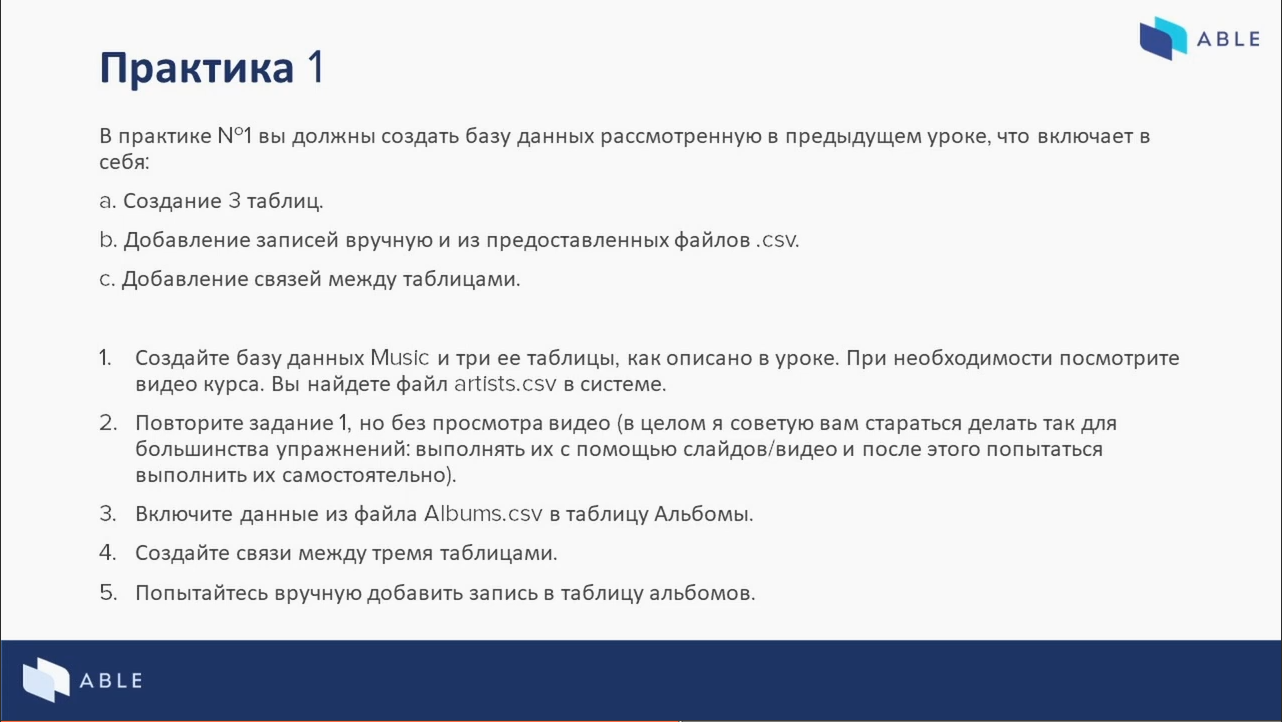 ABLE
Практика 1
В практике №1 вы должны создать базу данных рассмотренную в предыдущем уроке, что включает в
себя:
a. Создание 3 таблиц.
b. Добавление записей вручную и из предоставленных файлов .csv.
c. Добавление связей между таблицами.
1. Создайте базу данных Music и три ее таблицы, как описано в уроке. При необходимости посмотрите
видео курса. Вы найдете файл artists.csv в системе.
2. Повторите задание 1, но без просмотра видео (в целом я советую вам стараться делать так для
большинства упражнений: выполнять их с помощью слайдов/видео и после этого попытаться
выполнить их самостоятельно).
3. Включите данные из файла Albums.csv в таблицу Альбомы.
4. Создайте связи между тремя таблицами.
5. Попытайтесь вручную добавить запись в таблицу альбомов.
ABLE